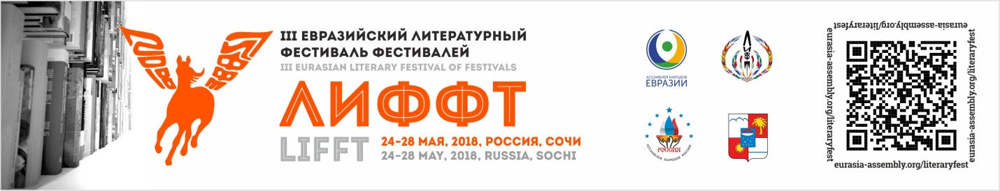 III ЕВРАЗИЙСКИЙ ЛИТЕРАТУРНЫЙ
ФЕСТИВАЛЬ ФЕСТИВАЛЕЙ
III EURASIAN LITERARY FESTIVAL OF FESTIVALS
ЛИФФТ
LIFFT
24-28 МАЯ, 2018, РОССИЯ, СОЧИ
24-28 MAY, 2018, RUSSIA, SOCHI
АССАМБЛЕЯ НАРОДОВ
ЕВРАЗИИ
ЛИФФТ
РОССИЯ
АССАМБЛЕЯ НАРОДОВ РОССИИ
eurasia-assembly.org/literaryfest
eurasia-assembly.org/literaryfest
eurasia-assembly.org/literaryfest
eurasia-assembly.org/literaryfest